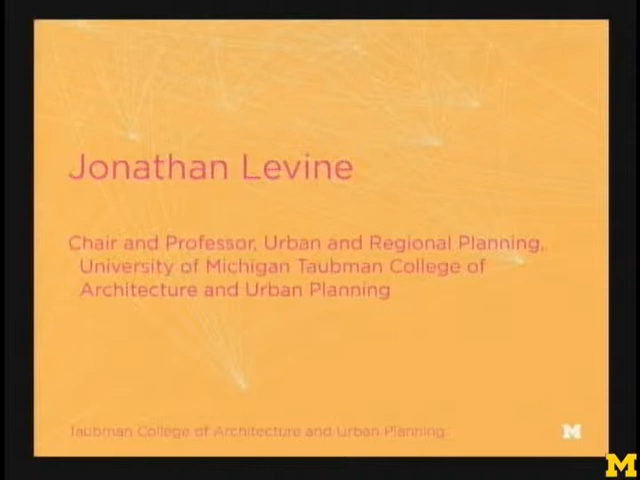 Jonathan Levine
Chair and Professor, Urban and Regional Planning,
University of Michigan Taubman College of
Architecture and Urban Planning
Taubman College of Architecture and Urban Planning
M
M